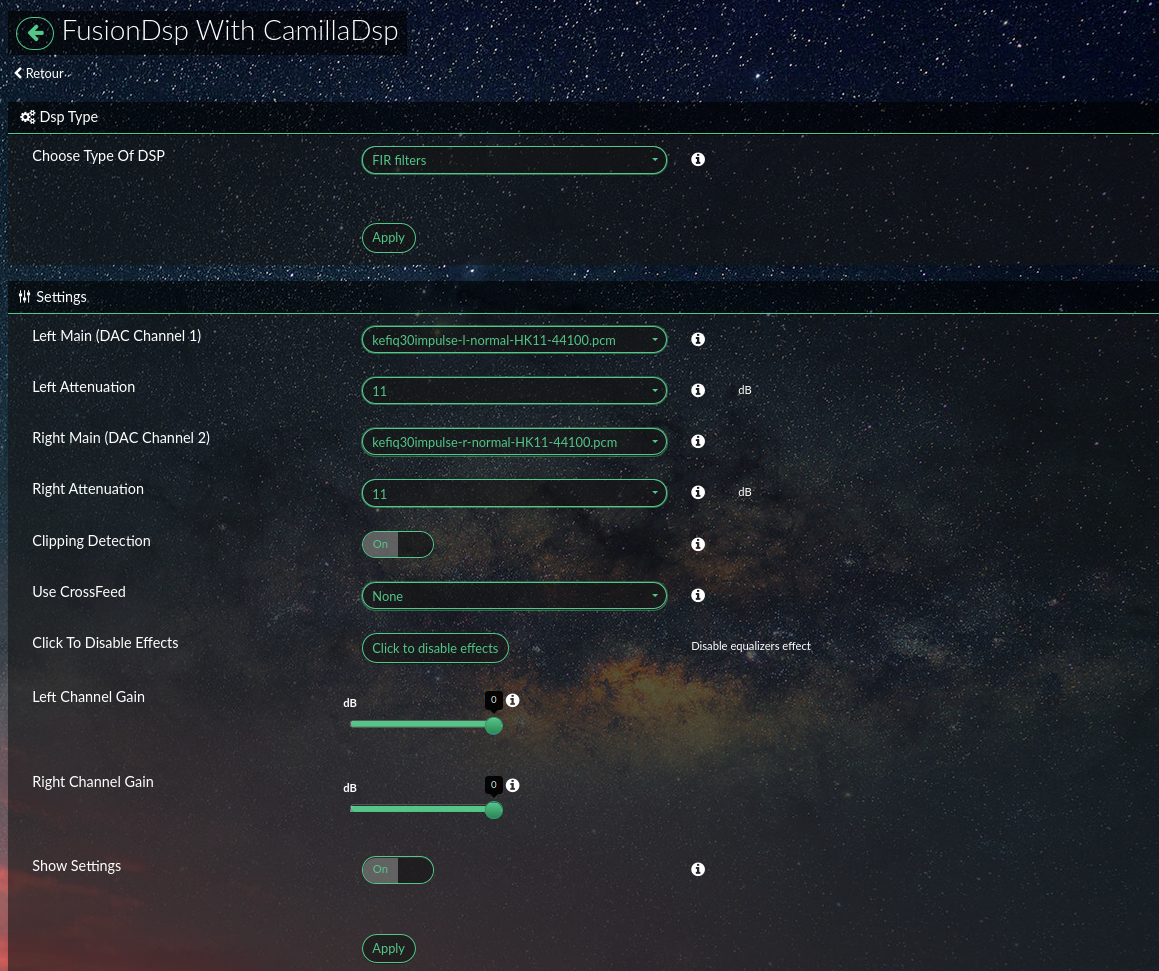 FusionDsp With CamillaDsp
Retour
Dsp Type
Choose Type Of DSP
FIR filters
Apply
Settings
Left Main (DAC Channel 1)
kefiq30impulse-l-normal-HK11-44100.pcm
Left Attenuation
11
dB
Right Main (DAC Channel 2)
kefiq30impulse-r-normal-HK11-44100.pcm
Right Attenuation
11
dB
Clipping Detection
On
Use CrossFeed
None
Click To Disable Effects
Click to disable effects
Disable equalizers effect
Left Channel Gain
dB
0
Right Channel Gain
dB
0
Show Settings
On
Apply